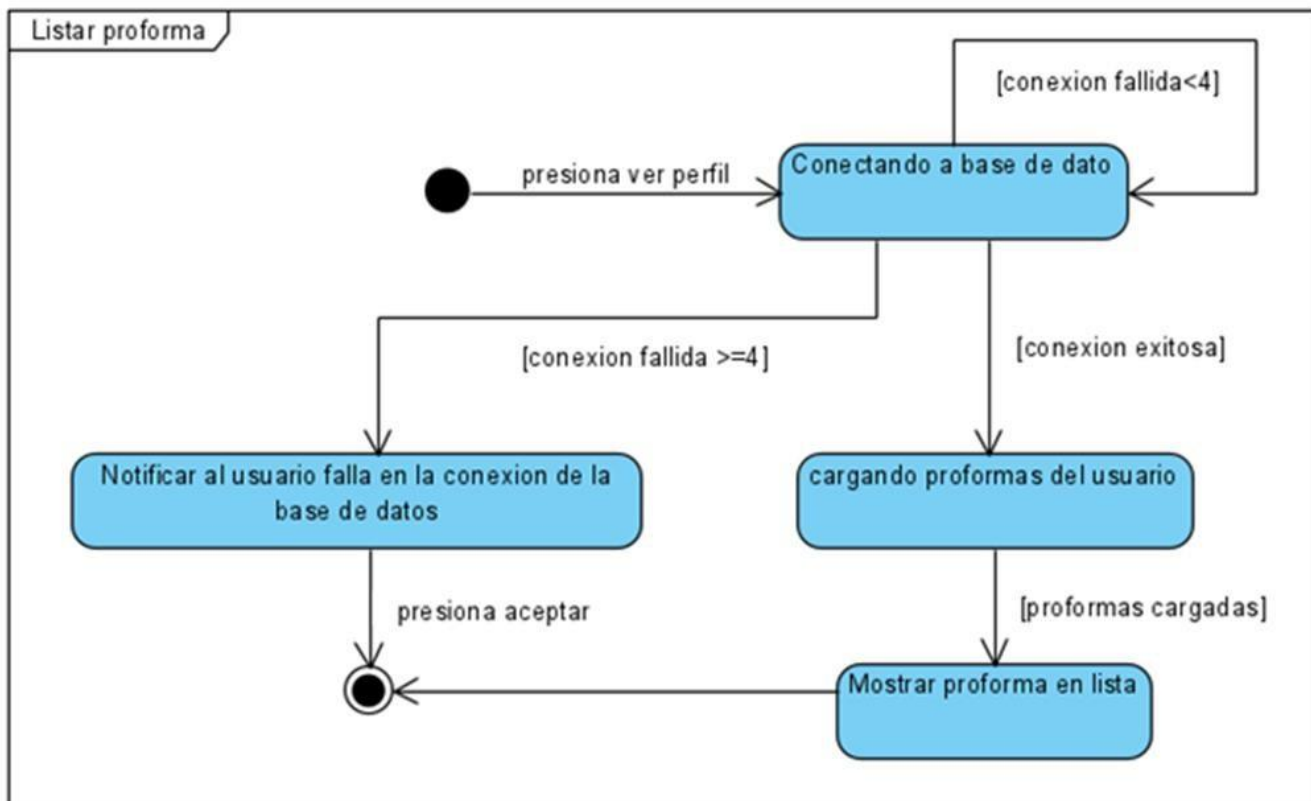 Listar proforma
[conexion fallida<4]
Conectando a base de dato
presiona ver perfil
[conexion fallida >=4]
[conexion exitosa]
Notificar al usuario falla en la conexion de la
base de datos
cargando proformas del usuario
presiona aceptar
[proformas cargadas]
Mostrar proforma en lista